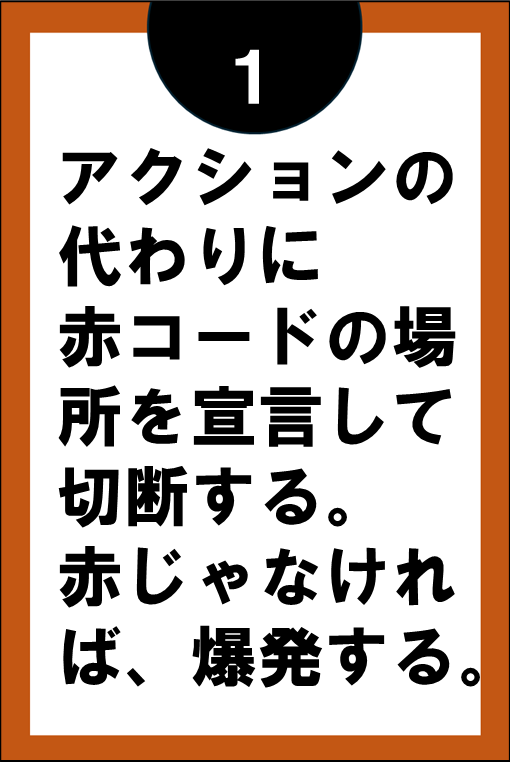 1
アクションの
代わりに
赤コードの場
所を宣言して
切断する。
赤じゃなけれ
ば、爆発する。